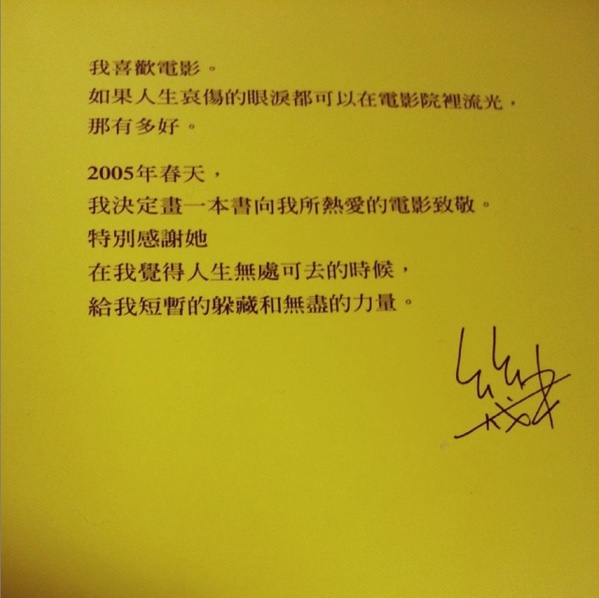 我喜歡電影。
如果人生哀傷的眼淚都可以在電影院裡流光，
那有多好。
2005年春天，
我決定畫一本書向我所熱愛的電影致敬。
特別感謝她
在我覺得人生無處可去的時候，
給我短暫的躲藏和無盡的力量。
幾